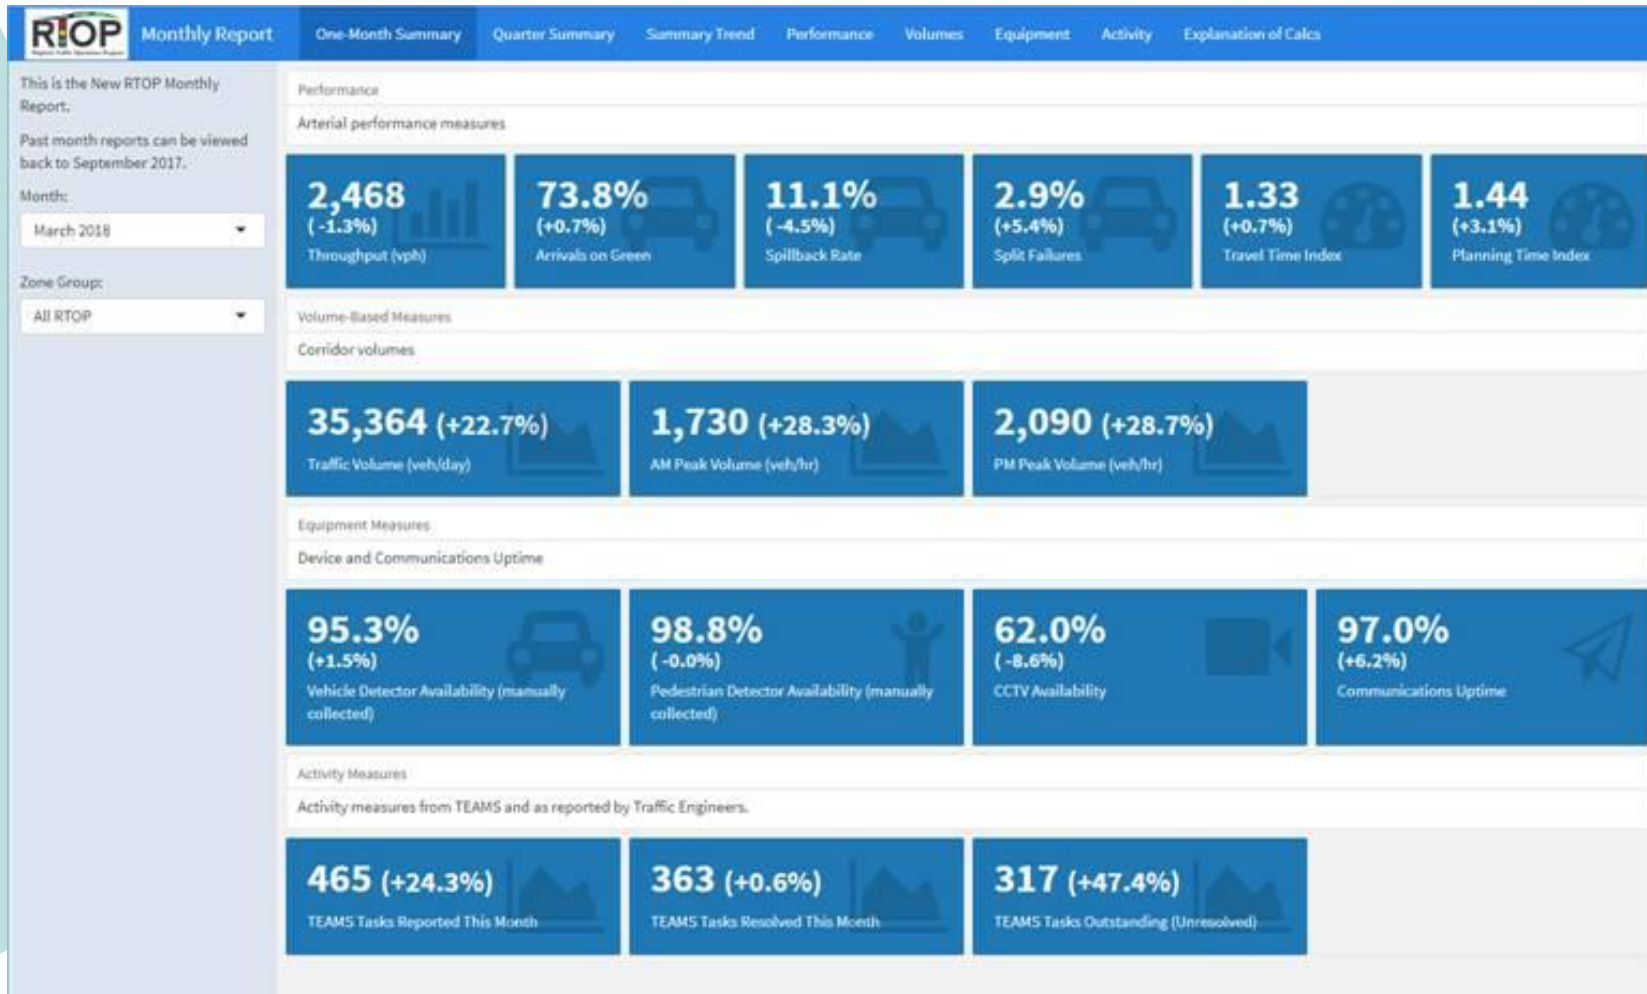 RTOP
Monthly Report
One-Month Summary
Quarter Summary
Summary Trend
Performance
Volumes
Equipment
Activity
Explanation of Calcs
This is the New RTOP Monthly
Report.
Past month reports can be viewed
back to September 2017.
Month:
March 2018
Zone Group:
All RTOP
Performance
Arterial performance measures
2,468
(-1.3%)
Throughput (vph)
73.8%
(+0.7%)
Arrivals on Green
11.1%
(-4.5%)
Spillback Rate
2.9%
(+5.4%)
Split Failures
1.33
(+0.7%)
Travel Time Index
1.44
(+3.1%)
Planning Time Index
Volume-Based Measures
Corridor volumes
35,364 (+22.7%)
Traffic Volume (veh/day)
1,730 (+28.3%)
AM Peak Volume (veh/hr)
2,090 (+28.7%)
PM Peak Volume (veh/hr)
Equipment Measures
Device and Communications Uptime
95.3%
(+1.5%)
Vehicle Detector Availability (manually
collected)
98.8%
(-0.0%)
Pedestrian Detector Availability (manually
collected)
62.0%
(-8.6%)
CCTV Availability
97.0%
(+6.2%)
Communications Uptime
Activity Measures
Activity measures from TEAMS and as reported by Traffic Engineers.
465 (+24.3%)
TEAMS Tasks Reported This Month
363 (+0.6%)
TEAMS Tasks Resolved This Month
317 (+47.4%)
TEAMS Tasks Outstanding (Unresolved)